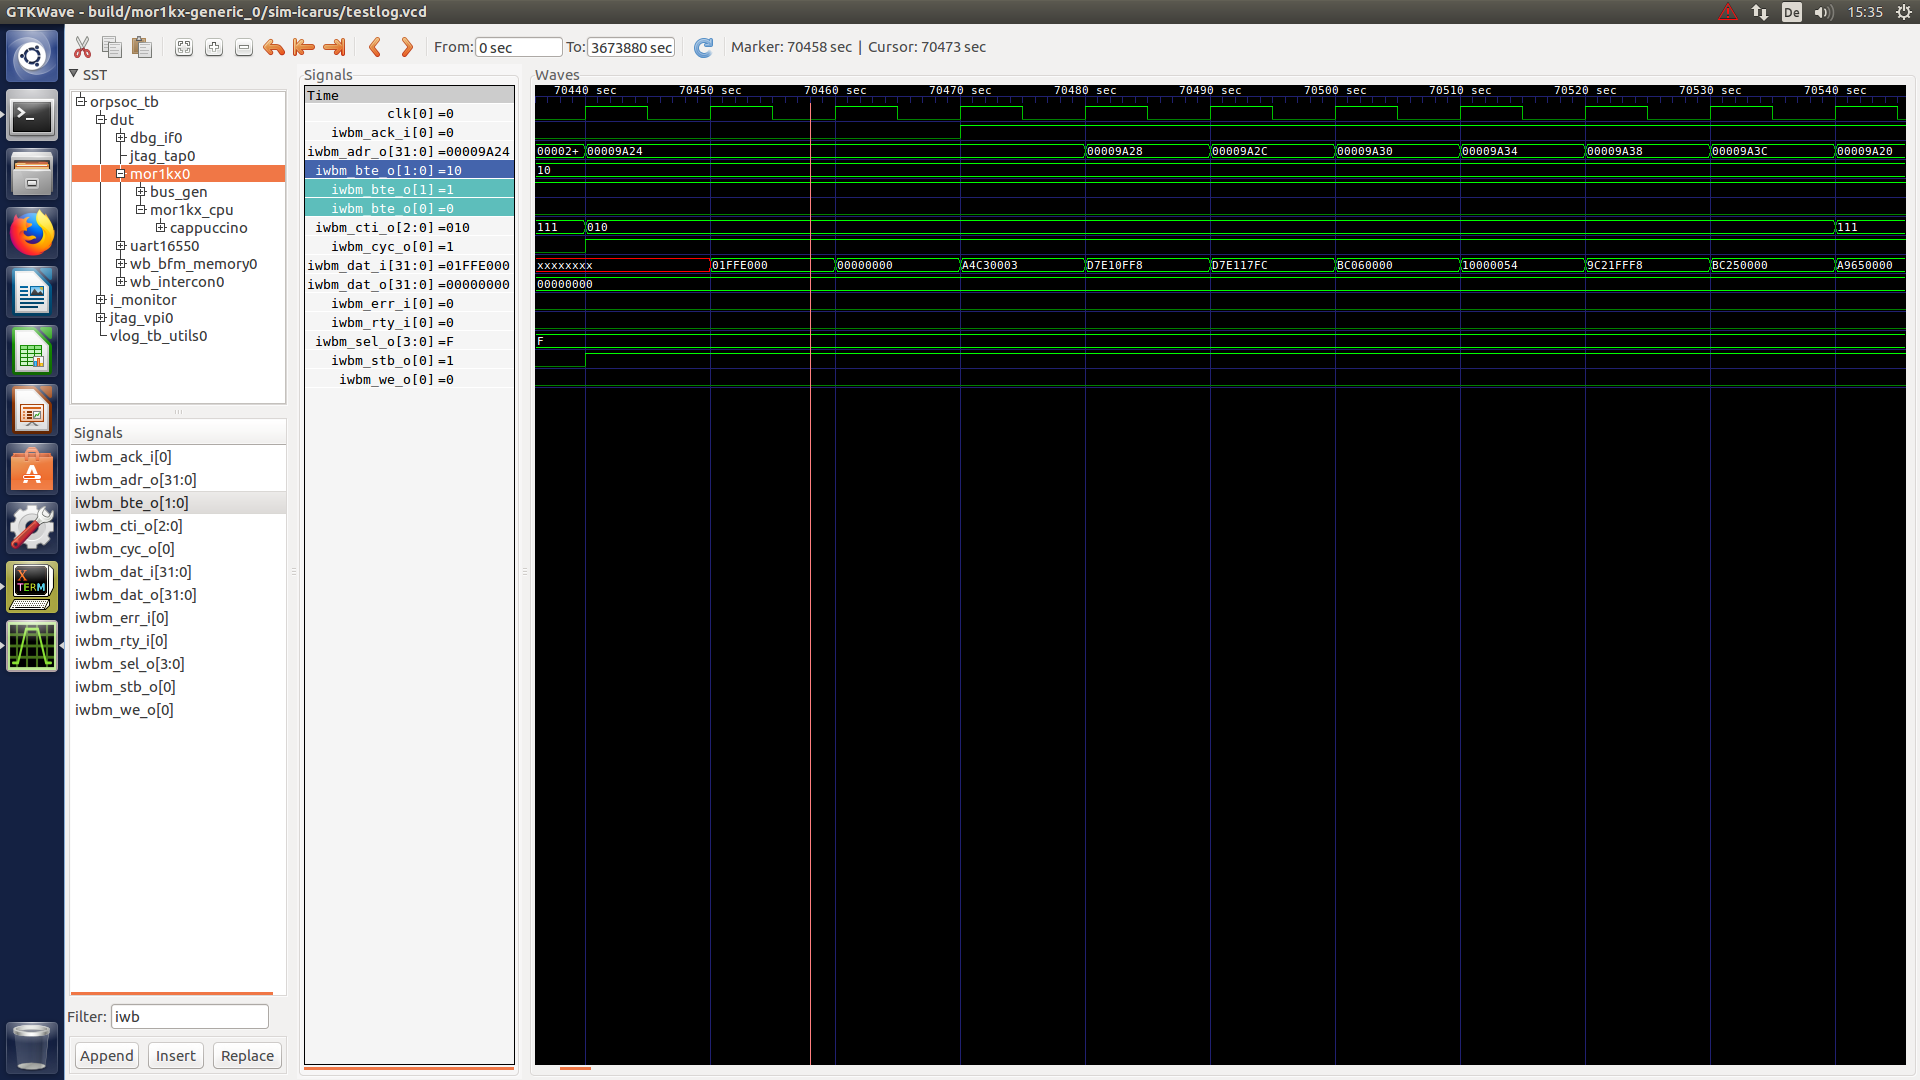 GTKWave - build/mor1kx-generic_0/sim-icarus/testlog.vcd
De
15:35
From: 0 sec To: 3673880 sec Marker: 70458 sec | Cursor: 70473 sec
SST
orpsoc_tb
dut
dbg_if0
jtag_tap0
mor1kx0
bus_gen
mor1kx_cpu
cappuccino
uart16550
wb_bfm_memory0
wb_intercon0
i_monitor
jtag_vpi0
vlog_tb_utils0
Signals
iwbm_ack_i[0]
iwbm_adr_o[31:0]
iwbm_bte_o[1:0]
iwbm_cti_o[2:0]
iwbm_cyc_o[0]
iwbm_dat_i[31:0]
iwbm_dat_o[31:0]
iwbm_err_i[0]
iwbm_rty_i[0]
iwbm_sel_o[3:0]
iwbm_stb_o[0]
iwbm_we_o[0]
Filter: iwb
Append Insert Replace
Signals
Time
clk[0] =0
iwbm_ack_i[0] =0
iwbm_adr_o[31:0] =00009A24
iwbm_bte_o[1:0] =10
iwbm_bte_o[1] =1
iwbm_bte_o[0] =0
iwbm_cti_o[2:0] =010
iwbm_cyc_o[0] =1
iwbm_dat_i[31:0] =01FFE000
iwbm_dat_o[31:0] =00000000
iwbm_err_i[0] =0
iwbm_rty_i[0] =0
iwbm_sel_o[3:0] =F
iwbm_stb_o[0] =1
iwbm_we_o[0] =0
Waves
70440 sec 70450 sec 70460 sec 70470 sec 70480 sec 70490 sec 70500 sec 70510 sec 70520 sec 70530 sec 70540 sec
00002+ 00009A24 00009A28 00009A2C 00009A30 00009A34 00009A38 00009A3C 00009A20
10
111 010 111
xxxxxxxx 01FFE000 00000000 A4C30003 D7E10FF8 D7E117FC BC060000 10000054 9C21FFF8 BC250000 A9650000
00000000
F
X
TERM